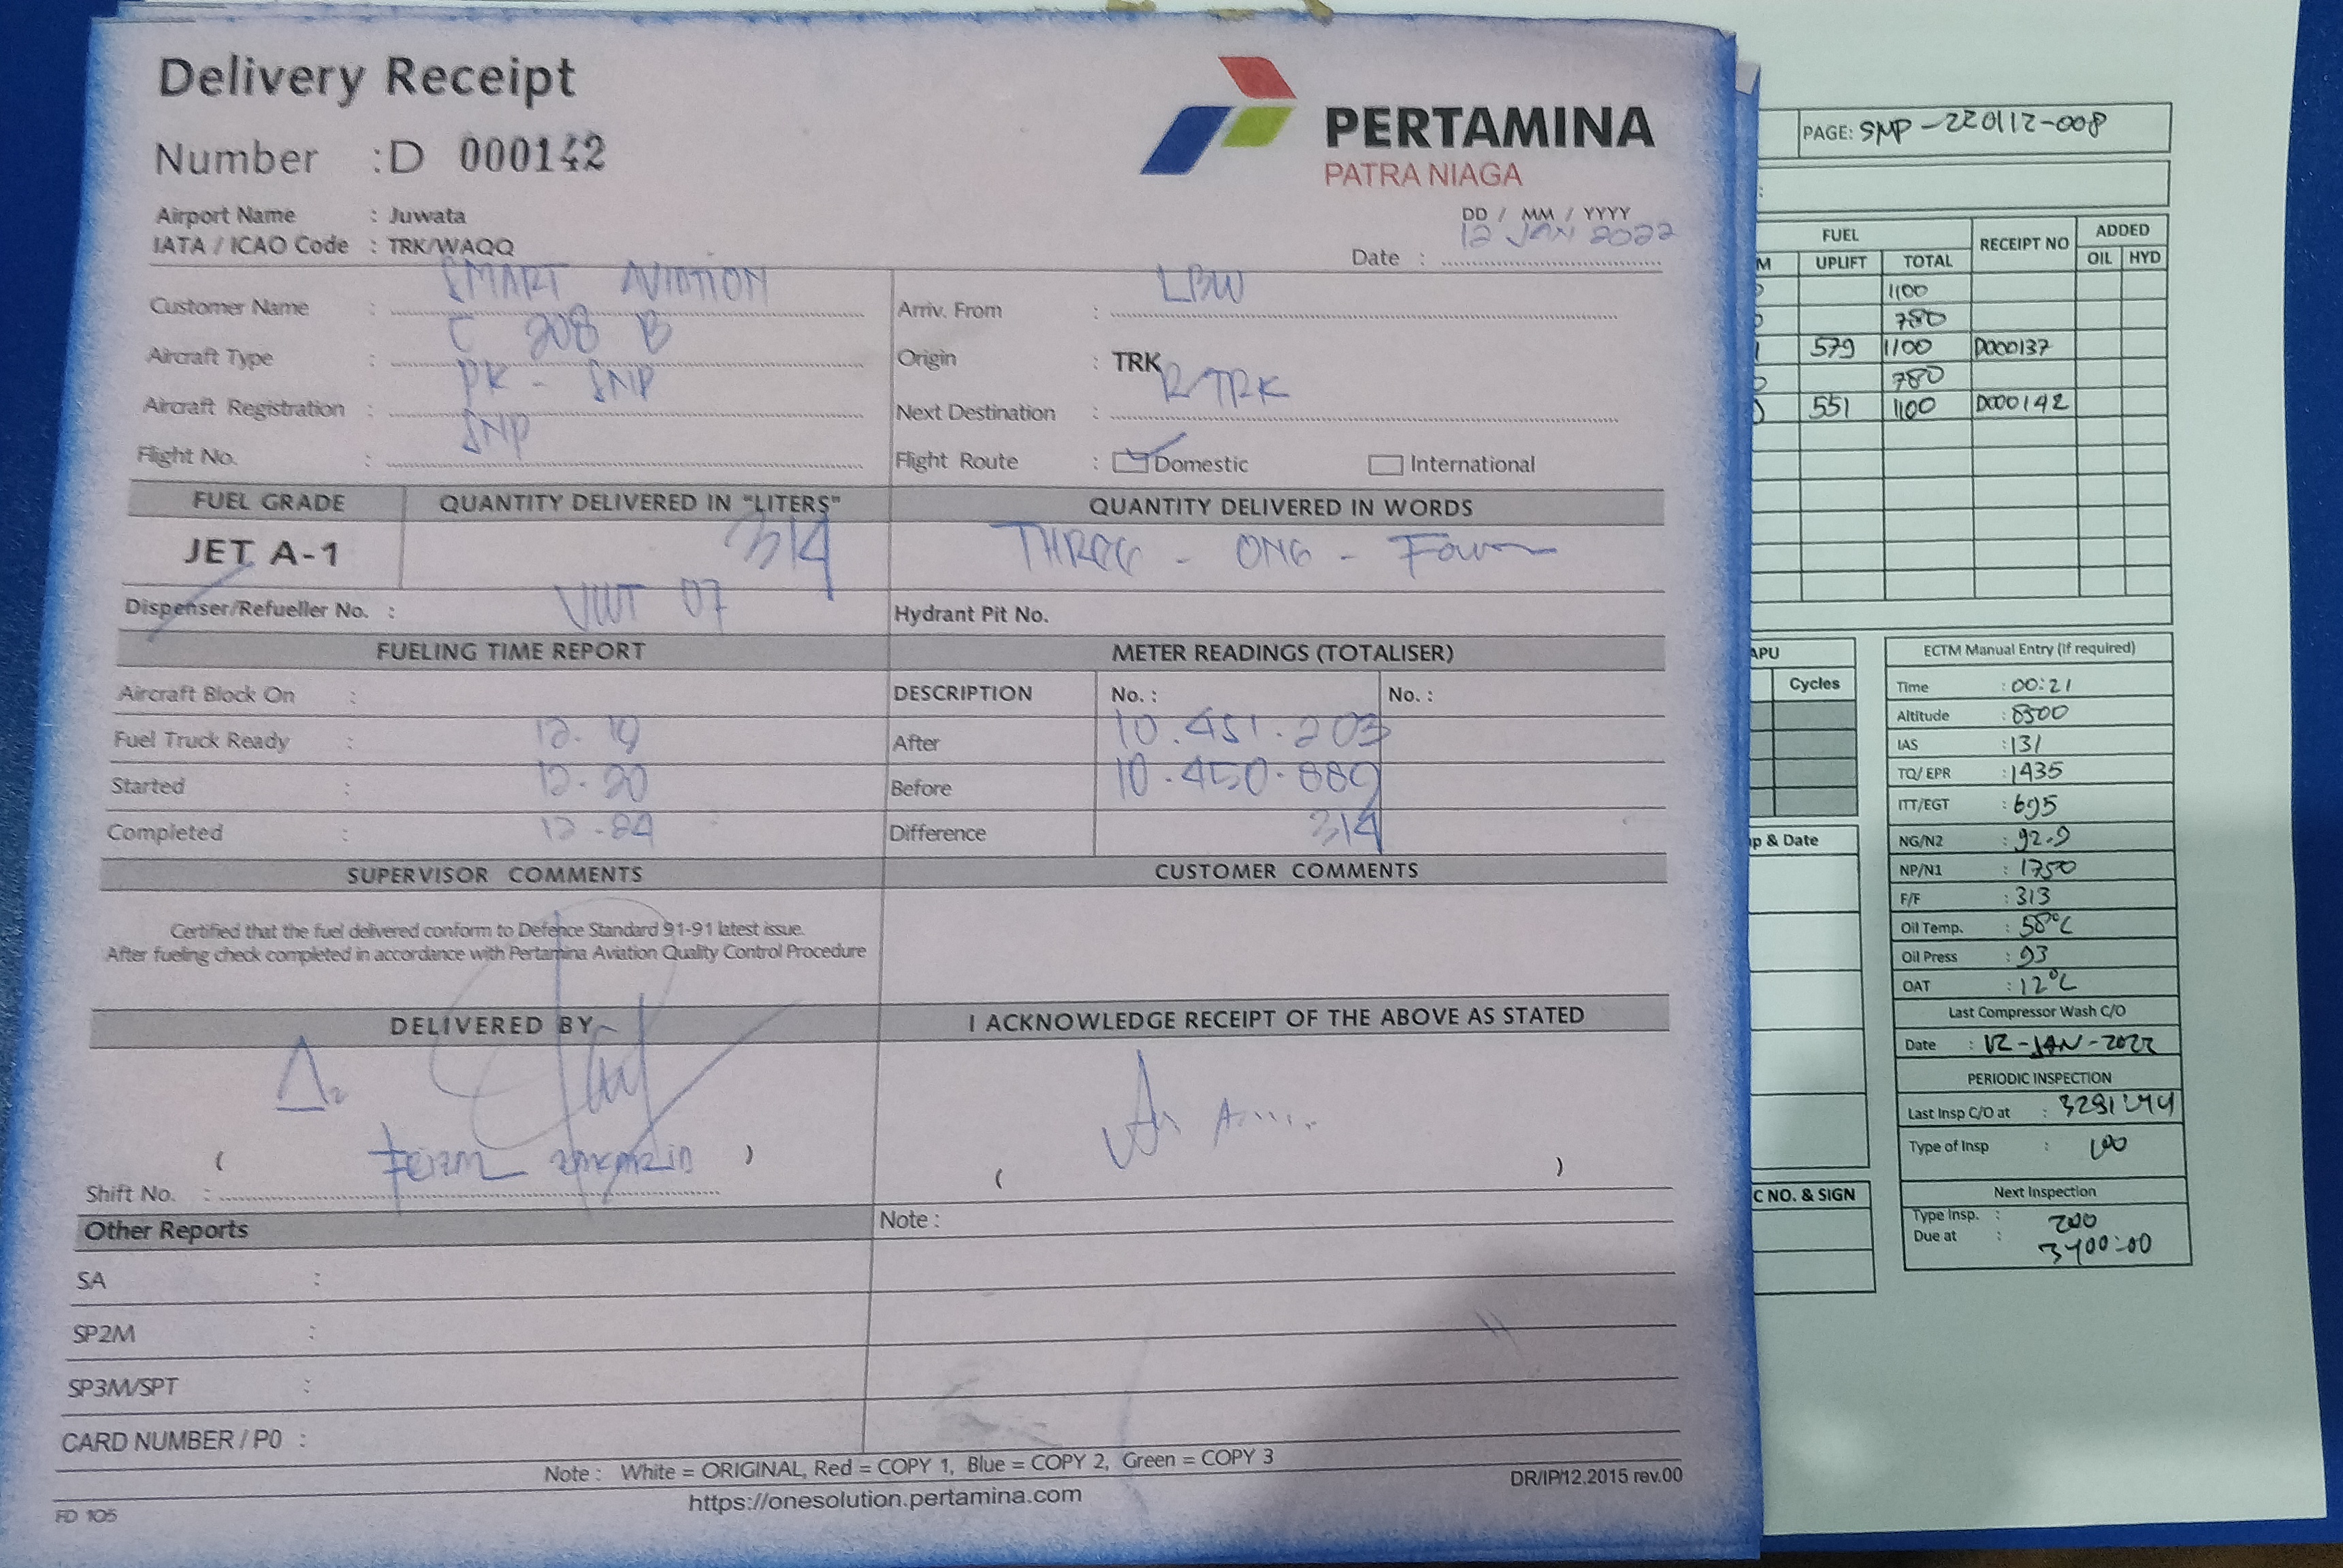 Delivery Receipt
Number : D 000142
PERTAMINA
PATRA NIAGA
Airport Name : Juwata
IATA / ICAO Code : TRK/WAQQ
DD / MM / YYYY
Date : 12 JAN 2022
Customer Name : SMART AVIATION
Arriv. From : LBW
Aircraft Type : C 208 B
Origin : TRK
Aircraft Registration : PK - SNP
Next Destination : R/TRK
Flight No. : SNP
Flight Route : Domestic International
FUEL GRADE QUANTITY DELIVERED IN "LITERS" QUANTITY DELIVERED IN WORDS
JET A-1 314 THREE - ONE - Four
Dispenser/Refueller No. : 07 Hydrant Pit No.
FUELING TIME REPORT METER READINGS (TOTALISER)
Aircraft Block On : DESCRIPTION No. : No. :
Fuel Truck Ready : 12. 19 After 10.451.203
Started : 12-20 Before 10.450.889
Completed : 12-24 Difference 314
SUPERVISOR COMMENTS CUSTOMER COMMENTS
Certified that the fuel delivered conform to Defence Standard 91-91 latest issue.
After fueling check completed in accordance with Pertamina Aviation Quality Control Procedure
DELIVERED BY I ACKNOWLEDGE RECEIPT OF THE ABOVE AS STATED
( ) ( )
Shift No. :
Other Reports Note :
SA :
SP2M :
SP3M/SPT :
CARD NUMBER / P0 :
Note : White = ORIGINAL, Red = COPY 1, Blue = COPY 2, Green = COPY 3
https://onesolution.pertamina.com
DR/IP/12.2015 rev.00
FD 105
PAGE: SNP-220112-008
FUEL RECEIPT NO ADDED
UPLIFT TOTAL OIL HYD
1100
780
579 1100 D000137
780
551 1100 D000142
APU
Cycles
p & Date
C NO. & SIGN
ECTM Manual Entry (if required)
Time : 00:21
Altitude : 8500
IAS : 131
TQ/ EPR : 1435
ITT/EGT : 695
NG/N2 : 92.9
NP/N1 : 1750
F/F : 313
Oil Temp. : 58°C
Oil Press : 93
OAT : 12°C
Last Compressor Wash C/O
Date : 12-JAN-2022
PERIODIC INSPECTION
Last Insp C/O at : 3291:44
Type of Insp : 100
Next Inspection
Type Insp. : 200
Due at : 3400:00